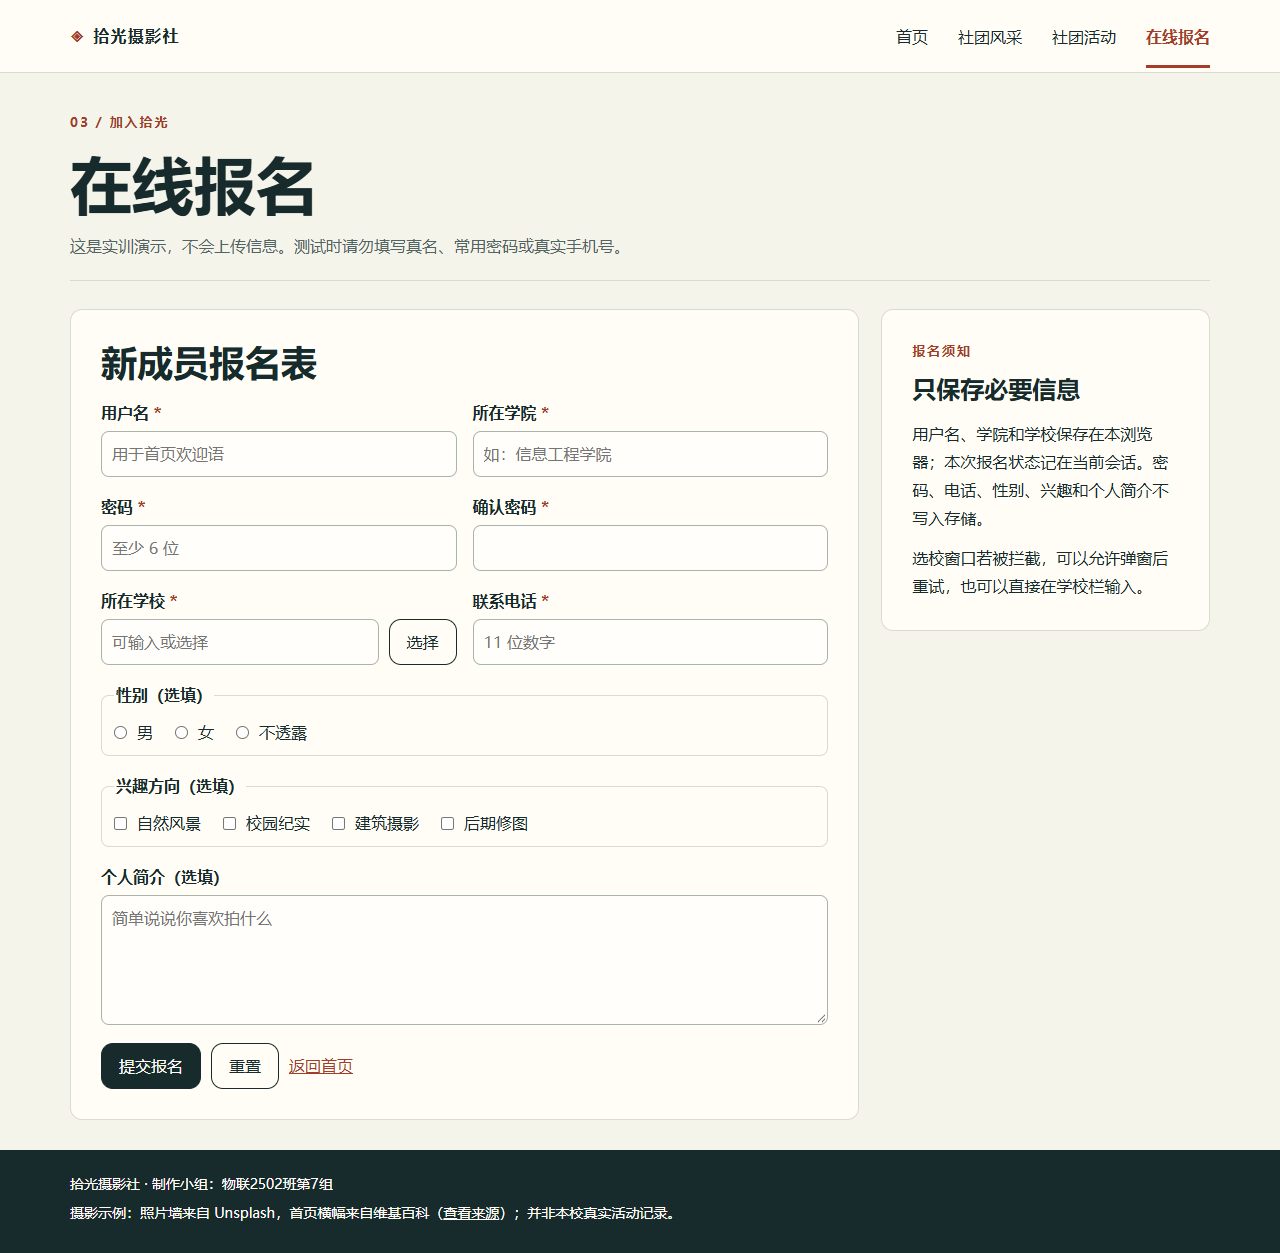 ◈ 拾光摄影社
首页 社团风采 社团活动 在线报名
03 / 加入拾光
在线报名
这是实训演示，不会上传信息。测试时请勿填写真名、常用密码或真实手机号。
新成员报名表
用户名 *
用于首页欢迎语
所在学院 *
如：信息工程学院
密码 *
至少 6 位
确认密码 *
所在学校 *
可输入或选择
选择
联系电话 *
11 位数字
性别（选填）
男 女 不透露
兴趣方向（选填）
自然风景 校园纪实 建筑摄影 后期修图
个人简介（选填）
简单说说你喜欢拍什么
提交报名 重置 返回首页
报名须知
只保存必要信息
用户名、学院和学校保存在本浏览
器；本次报名状态记在当前会话。密
码、电话、性别、兴趣和个人简介不
写入存储。
选校窗口若被拦截，可以允许弹窗后
重试，也可以直接在学校栏输入。
拾光摄影社 · 制作小组：物联2502班第7组
摄影示例：照片墙来自 Unsplash，首页横幅来自维基百科（查看来源）；并非本校真实活动记录。